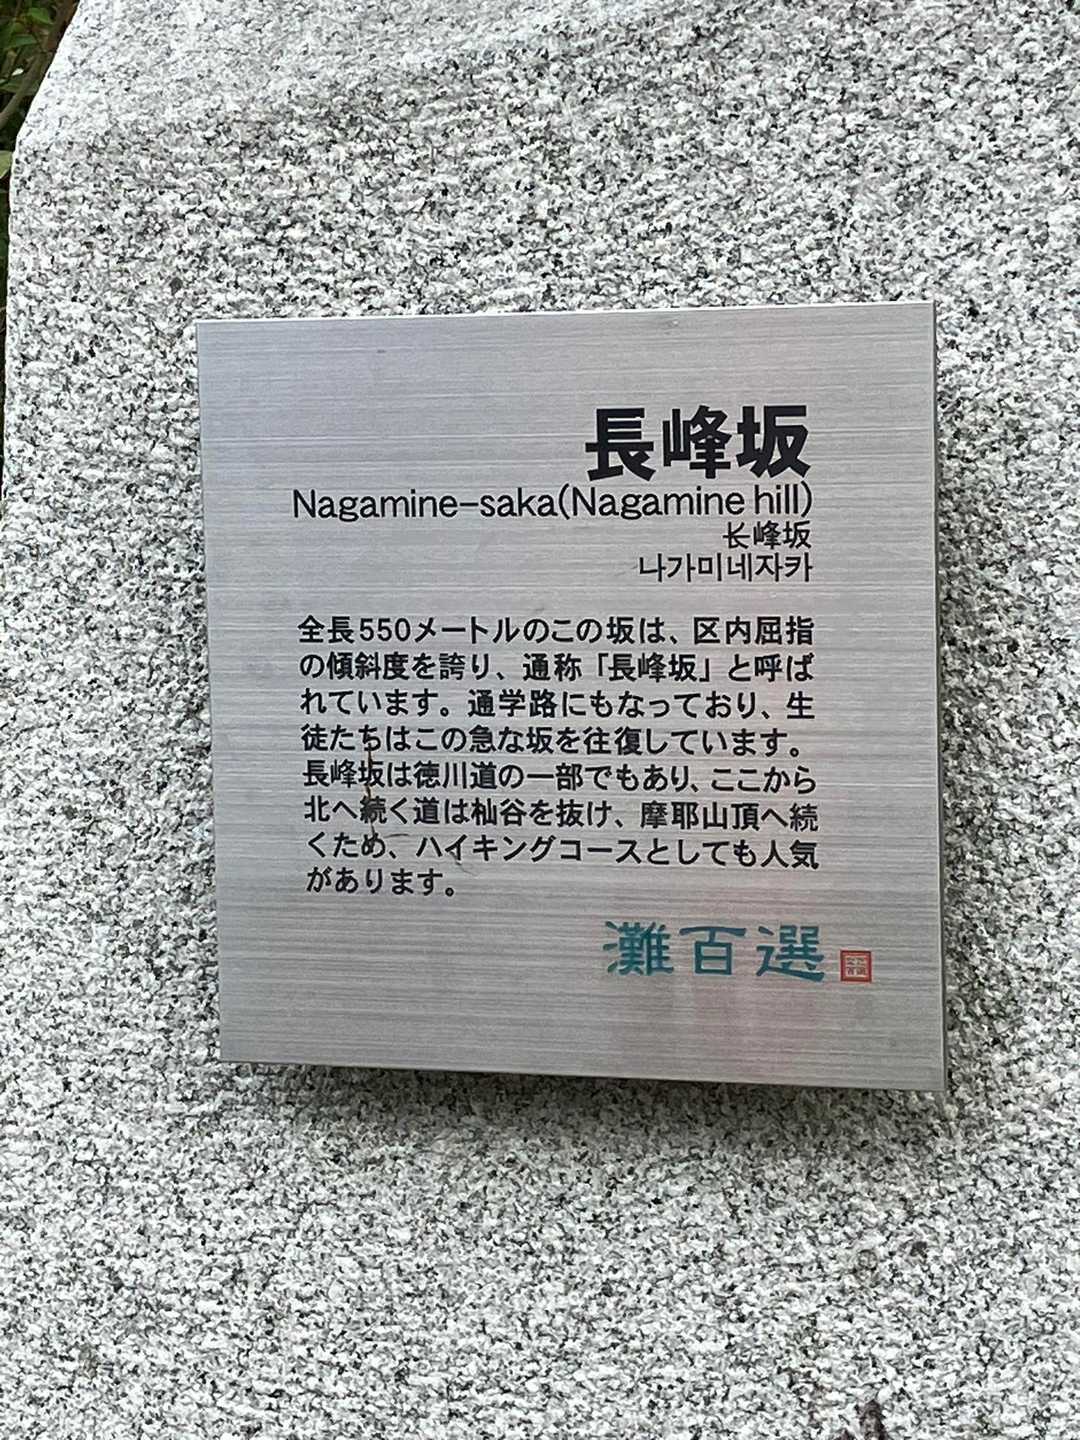 長峰坂
Nagamine-saka(Nagamine hill)
长峰坂
나가미네자카
全長550メートルのこの坂は、区内屈指
の傾斜度を誇り、通称「長峰坂」と呼ば
れています。通学路にもなっており、生
徒たちはこの急な坂を往復しています。
長峰坂は徳川道の一部でもあり、ここから
北へ続く道は杣谷を抜け、摩耶山頂へ続
くため、ハイキングコースとしても人気
があります。
灘百選